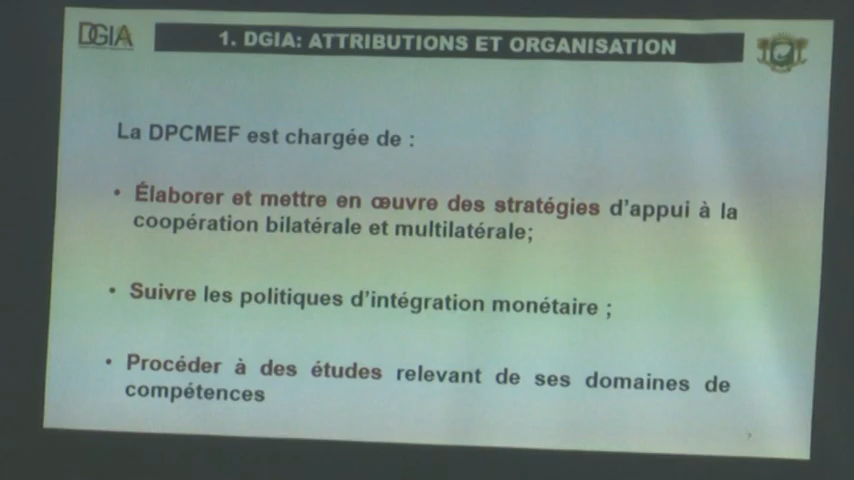 DGIA
1. DGIA: ATTRIBUTIONS ET ORGANISATION
La DPCMEF est chargée de :
• Élaborer et mettre en œuvre des stratégies d'appui à la
coopération bilatérale et multilatérale;
• Suivre les politiques d'intégration monétaire ;
• Procéder à des études relevant de ses domaines de
compétences